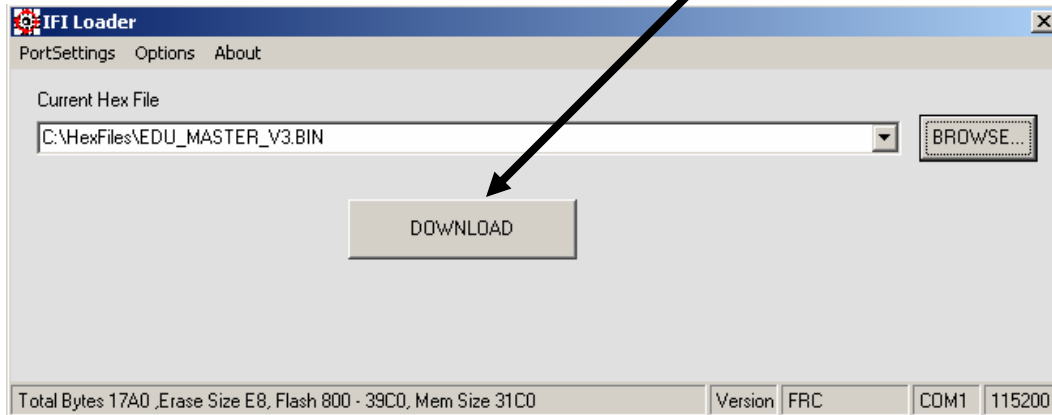 IFI Loader
PortSettings Options About
Current Hex File
C:\HexFiles\EDU_MASTER_V3.BIN BROWSE...
DOWNLOAD
Total Bytes 17A0 ,Erase Size E8, Flash 800 - 39C0, Mem Size 31C0 Version FRC COM1 115200